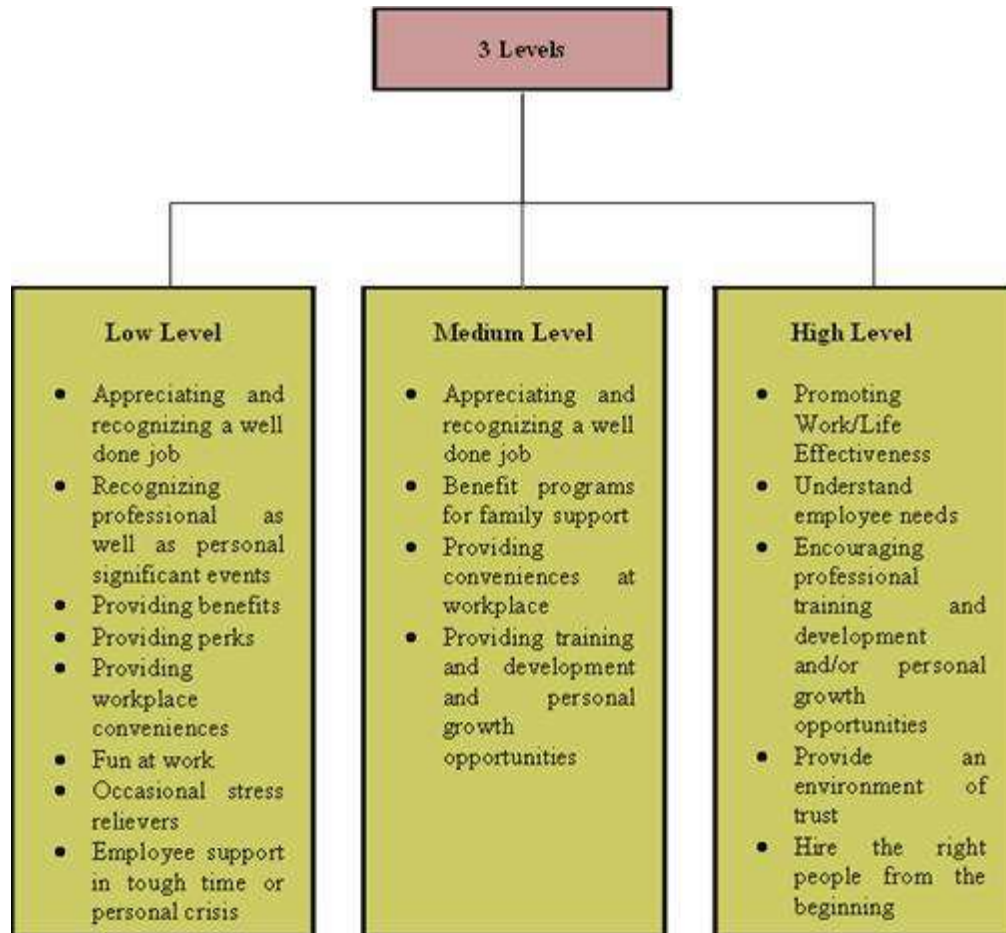 3 Levels
Low Level
• Appreciating and
recognizing a well
done job
• Recognizing
professional as
well as personal
significant events
• Providing benefits
• Providing perks
• Providing
workplace
conveniences
• Fun at work
• Occasional stress
relievers
• Employee support
in tough time or
personal crisis
Medium Level
• Appreciating and
recognizing a well
done job
• Benefit programs
for family support
• Providing
conveniences at
workplace
• Providing training
and development
and personal
growth
opportunities
High Level
• Promoting
Work/Life
Effectiveness
• Understand
employee needs
• Encouraging
professional
training and
development
and/or personal
growth
opportunities
• Provide an
environment of
trust
• Hire the right
people from the
beginning